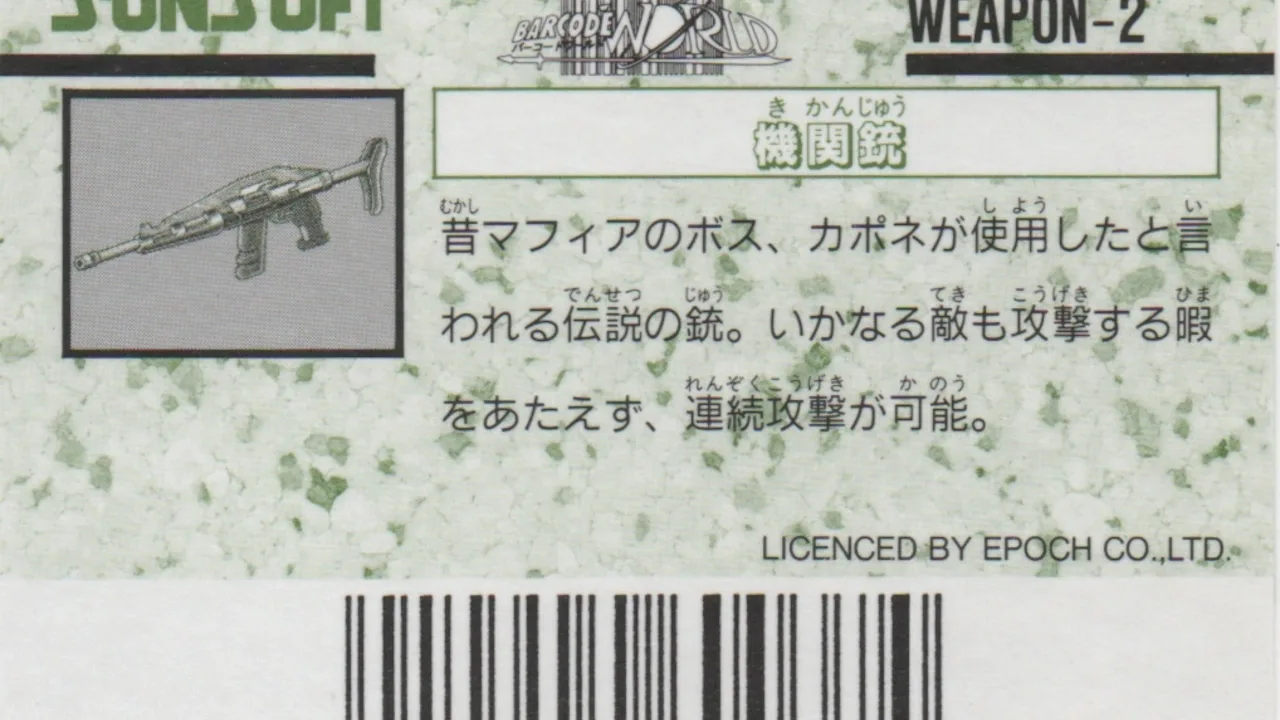 SUNSOFT
BARCODE WORLD
バーコードワールド
WEAPON-2
き かんじゅう
機関銃
むかし し よう い
昔マフィアのボス、カポネが使用したと言
でんせつ じゅう てき こうげき ひま
われる伝説の銃。いかなる敵も攻撃する暇
れんぞくこうげき か のう
をあたえず、連続攻撃が可能。
LICENCED BY EPOCH CO.,LTD.